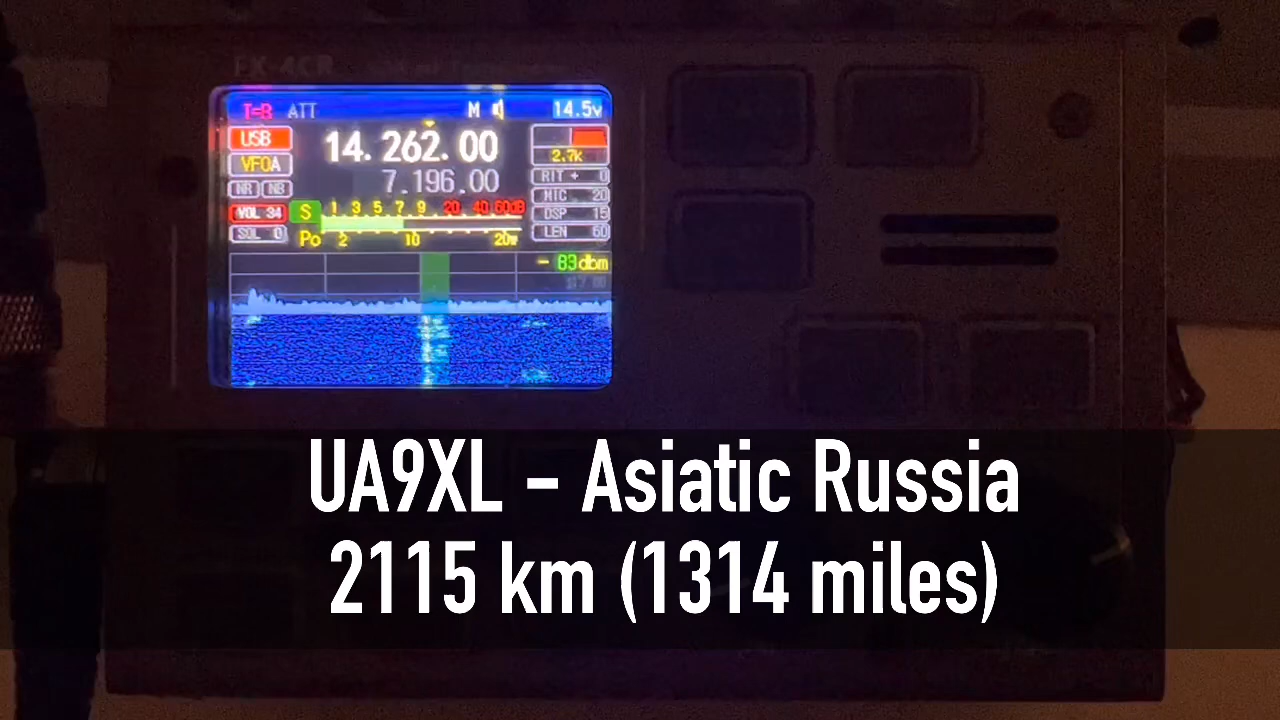 FX-4CR
T=B ATT M 14.5v
USB 14.262.00
2.7k
VFOA 7.196.00
RIT + 0
NR NB MIC 20
VOL 34 S 1 3 5 7 9 20 40 60dB DSP 15
SQL 0 Po 2 10 20w LEN 60
- 83dbm
UA9XL – Asiatic Russia
2115 km (1314 miles)